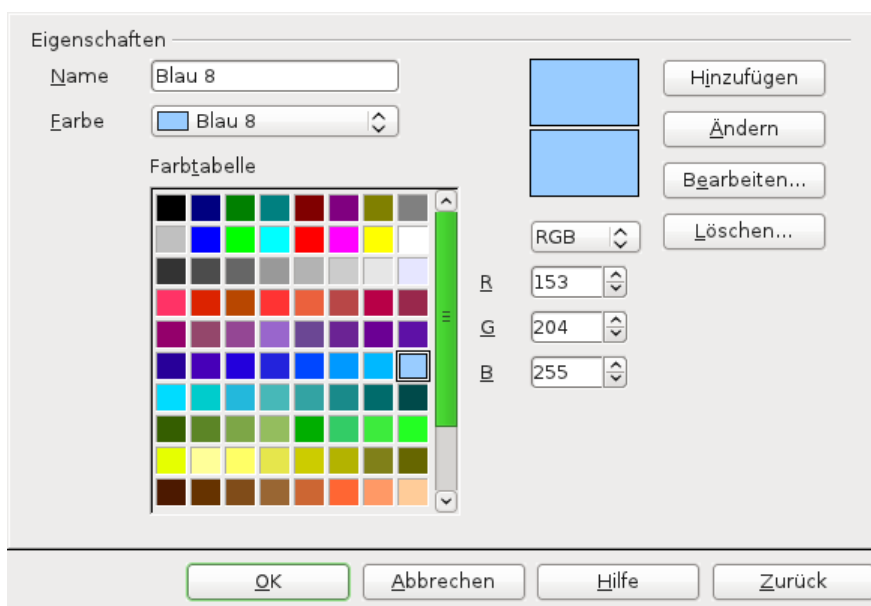 Eigenschaften
Name Blau 8 Hinzufügen
Farbe Blau 8 Ändern
Farbtabelle Bearbeiten...
RGB Löschen...
R 153
G 204
B 255
OK Abbrechen Hilfe Zurück